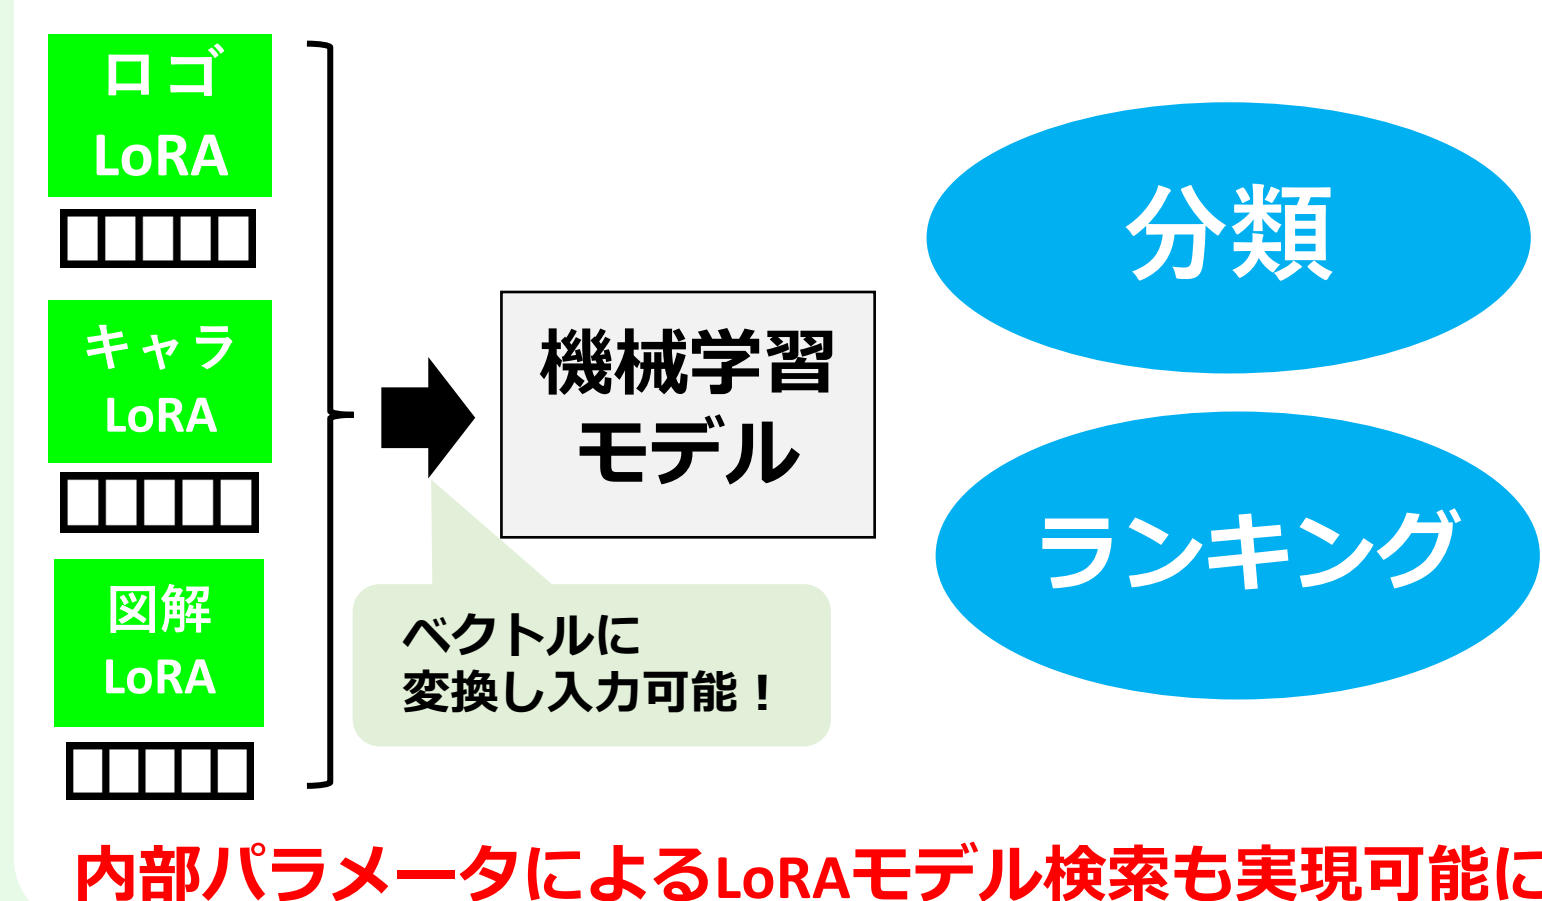 ロゴ
LoRA
キャラ
LoRA
図解
LoRA
機械学習
モデル
ベクトルに
変換し入力可能！
分類
ランキング
内部パラメータによるLoRAモデル検索も実現可能に